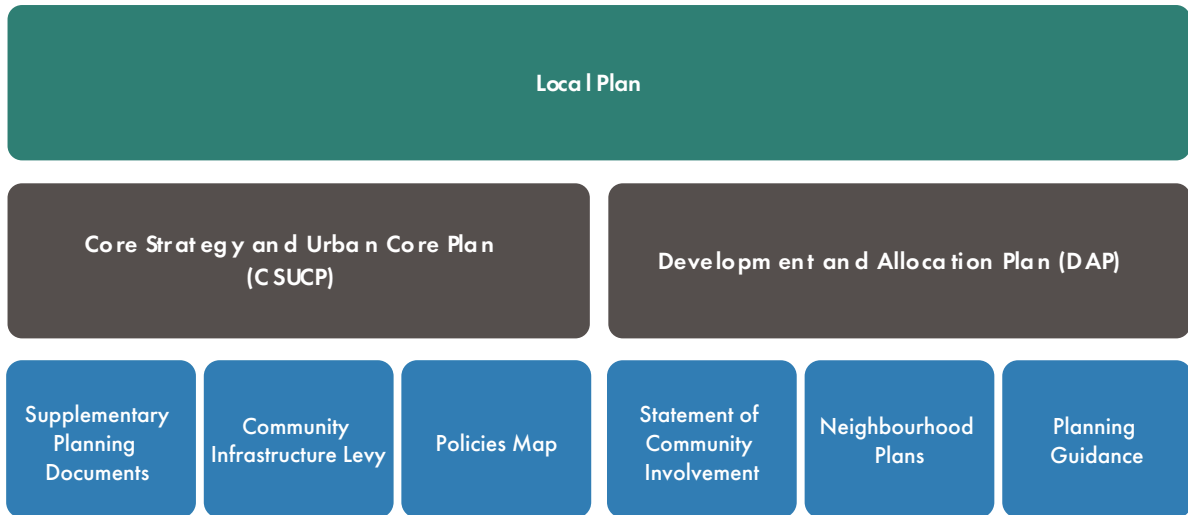 Local Plan
Core Strategy and Urban Core Plan
(CSUCP)
Development and Allocation Plan (DAP)
Supplementary
Planning
Documents
Community
Infrastructure Levy
Policies Map
Statement of
Community
Involvement
Neighbourhood
Plans
Planning
Guidance